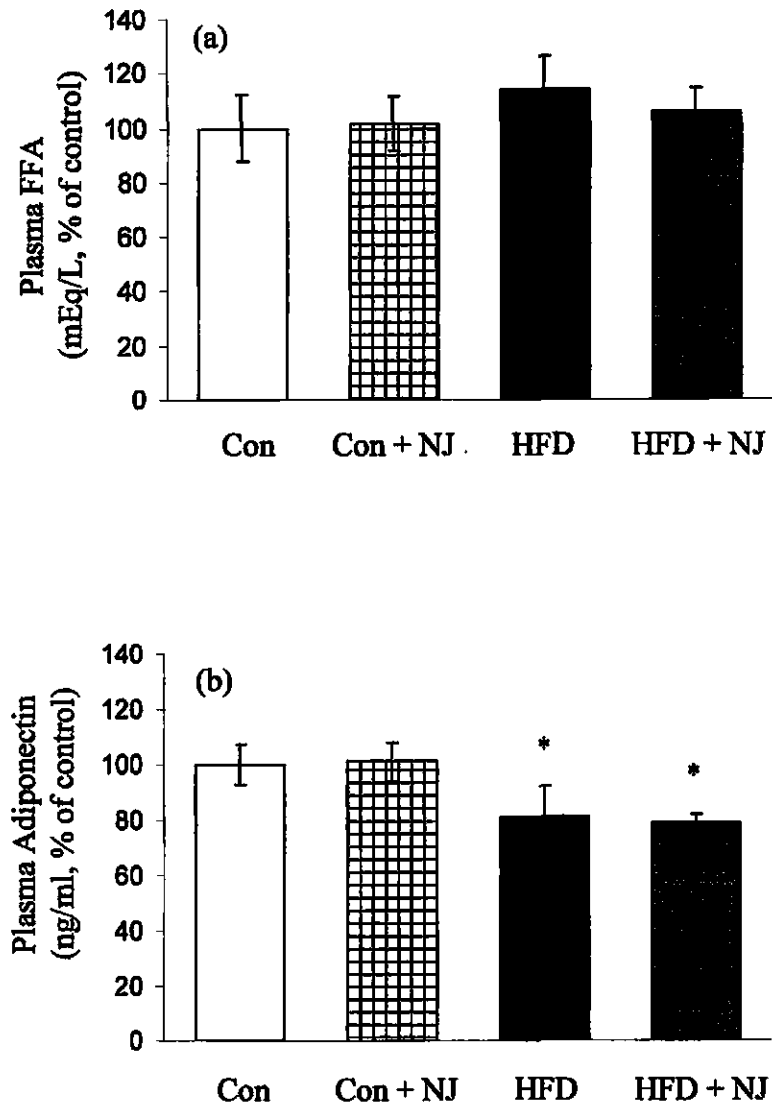 (a)
Plasma FFA
(mEq/L, % of control)
140
120
100
80
60
40
20
0
Con
Con + NJ
HFD
HFD + NJ
(b)
Plasma Adiponectin
(ng/ml, % of control)
140
120
100
80
60
40
20
0
*
*
Con
Con + NJ
HFD
HFD + NJ